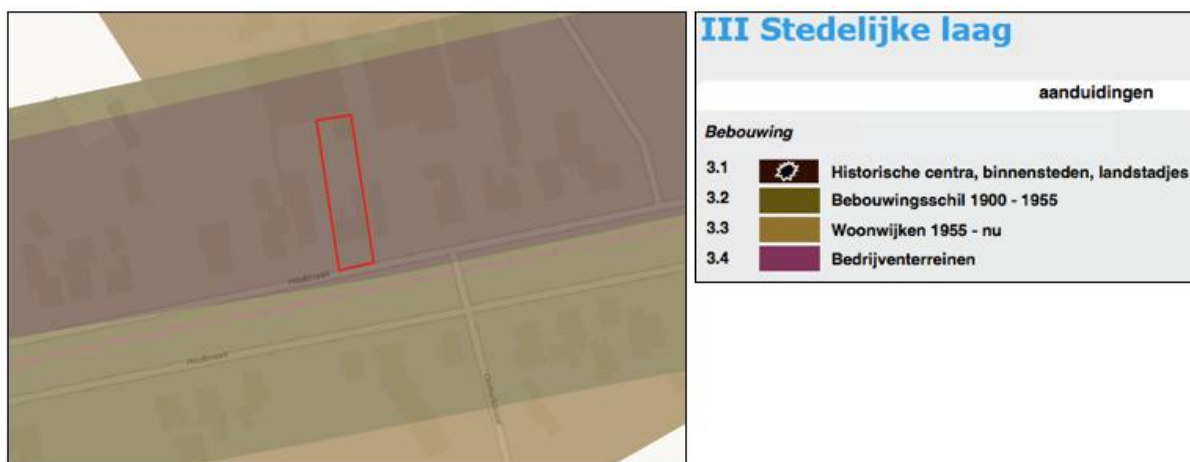 III Stedelijke laag
aanduidingen
Bebouwing
3.1 Historische centra, binnensteden, landstadjes
3.2 Bebouwingsschil 1900 - 1955
3.3 Woonwijken 1955 - nu
3.4 Bedrijventerreinen